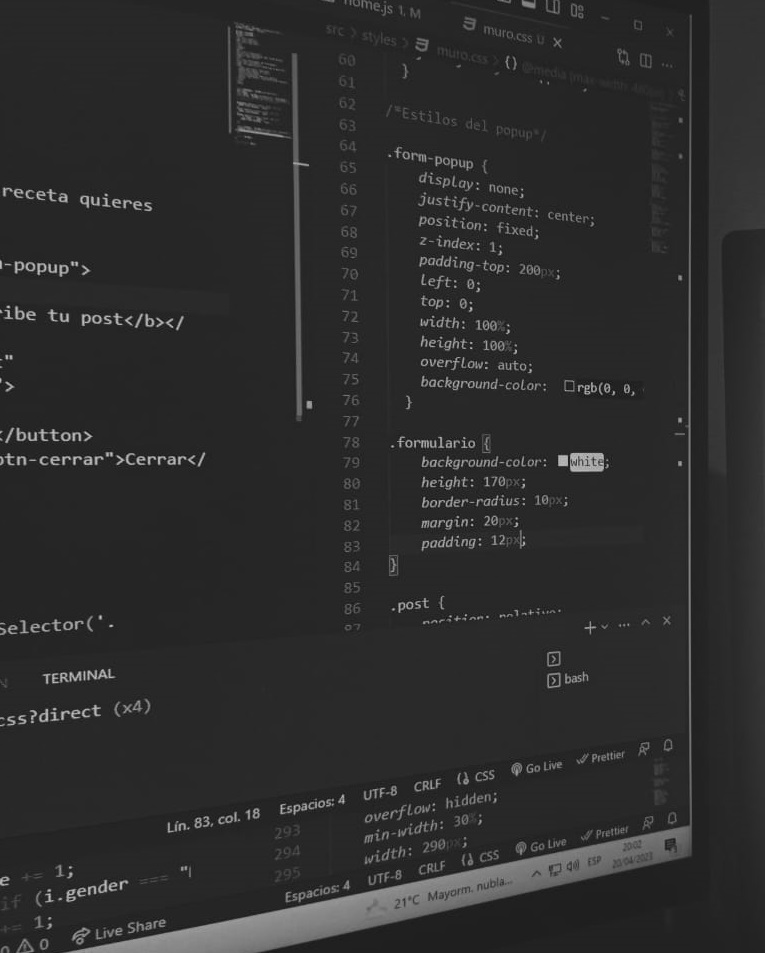 home.js 1, M
muro.css U
src > styles > muro.css > {} @media (max-width: 480px)
60
61 }
62
63 /*Estilos del popup*/
64
65 .form-popup {
66 display: none;
67 justify-content: center;
68 position: fixed;
69 z-index: 1;
70 padding-top: 200px;
71 left: 0;
72 top: 0;
73 width: 100%;
74 height: 100%;
75 overflow: auto;
76 background-color: rgb(0, 0,
77 }
78 .formulario {
79 background-color: white;
80 height: 170px;
81 border-radius: 10px;
82 margin: 20px;
83 padding: 12px;
84 }
85
86 .post {
87 position: relative;
receta quieres
-popup">
ibe tu post</b></
"
">
</button>
btn-cerrar">Cerrar</
Selector('.
TERMINAL
css?direct (x4)
bash
Lín. 83, col. 18 Espacios: 4 UTF-8 CRLF CSS Go Live Prettier
293 overflow: hidden;
294 min-width: 30%;
295 width: 290px;
e += 1;
if (i.gender === "
+= 1;
Espacios: 4 UTF-8 CRLF CSS Go Live Prettier
0 0 Live Share
21°C Mayorm. nubla... ESP 20:02
20/04/2023